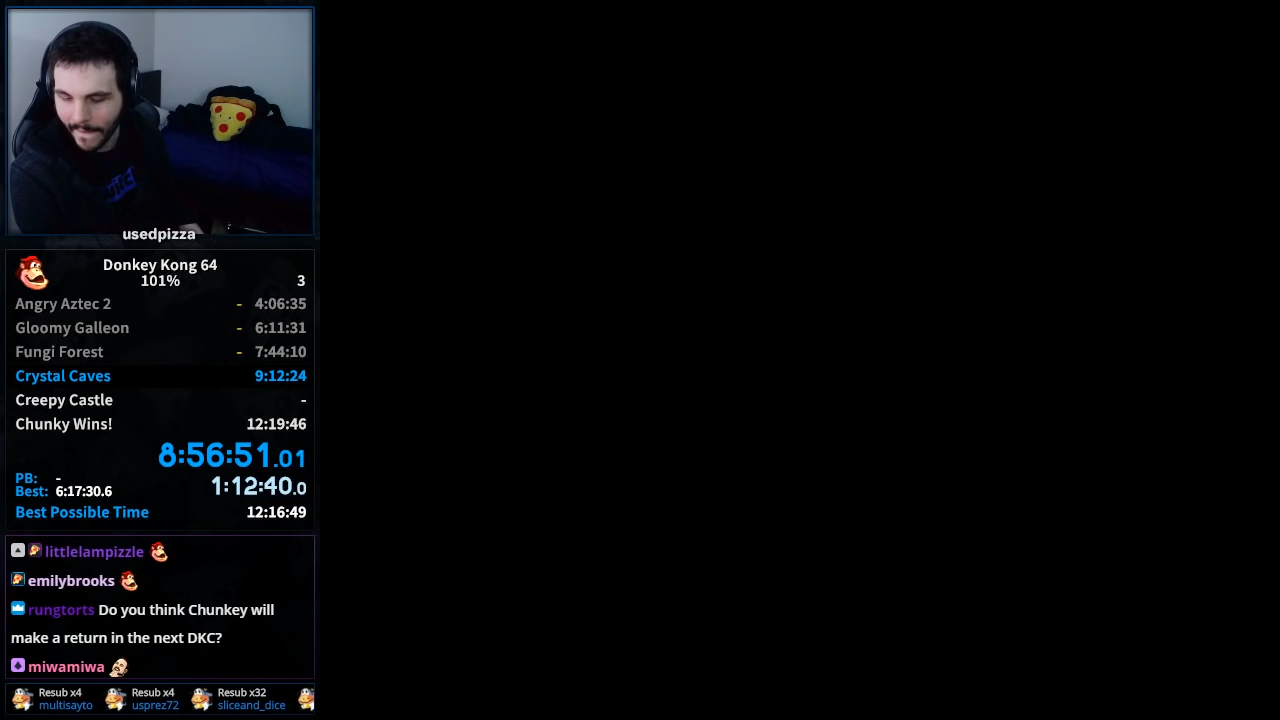 usedpizza
Donkey Kong 64
101% 3
Angry Aztec 2 - 4:06:35
Gloomy Galleon - 6:11:31
Fungi Forest - 7:44:10
Crystal Caves 9:12:24
Creepy Castle -
Chunky Wins! 12:19:46
8:56:51.01
PB: -
Best: 6:17:30.6
1:12:40.0
Best Possible Time 12:16:49
littlelampizzle
emilybrooks
rungtorts Do you think Chunkey will
make a return in the next DKC?
miwamiwa
Resub x4 Resub x4 Resub x32
multisayto usprez72 sliceand_dice